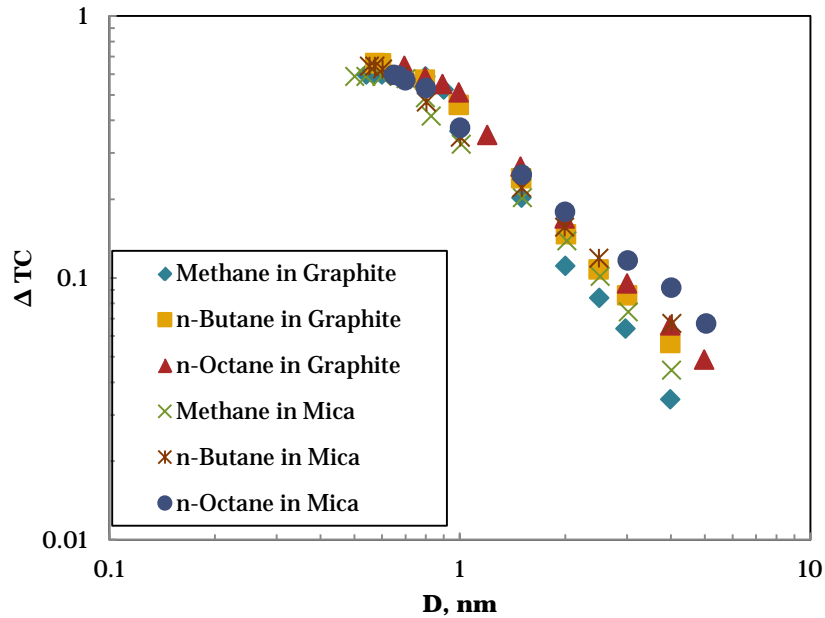 1
Δ TC
0.1
Methane in Graphite
n-Butane in Graphite
n-Octane in Graphite
Methane in Mica
n-Butane in Mica
n-Octane in Mica
0.01
0.1
1
10
D, nm